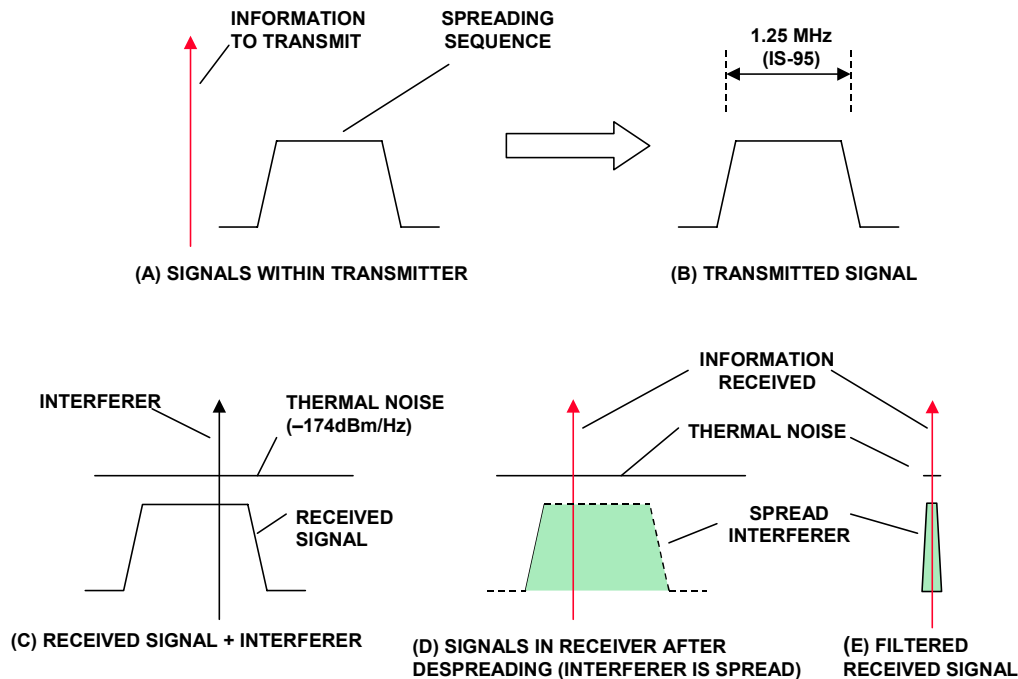 INFORMATION
TO TRANSMIT
SPREADING
SEQUENCE
1.25 MHz
(IS-95)
(A) SIGNALS WITHIN TRANSMITTER
(B) TRANSMITTED SIGNAL
INTERFERER
THERMAL NOISE
(–174dBm/Hz)
RECEIVED
SIGNAL
(C) RECEIVED SIGNAL + INTERFERER
INFORMATION
RECEIVED
THERMAL NOISE
SPREAD
INTERFERER
(D) SIGNALS IN RECEIVER AFTER
DESPREADING (INTERFERER IS SPREAD)
(E) FILTERED
RECEIVED SIGNAL